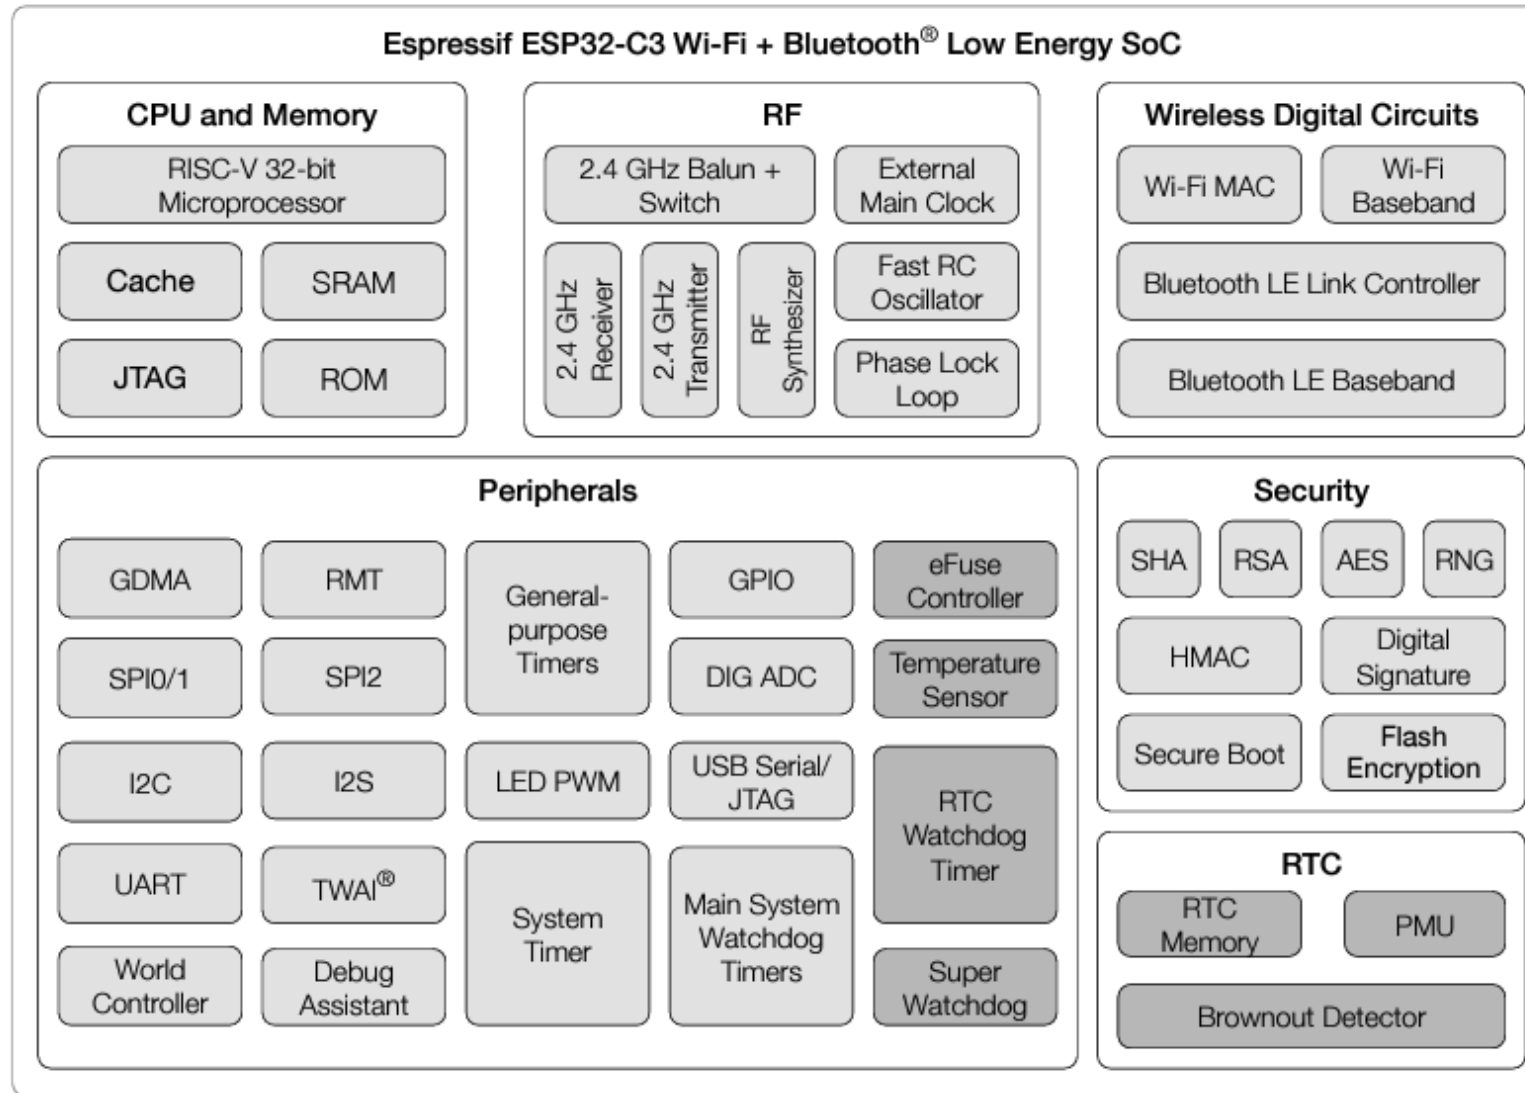 Espressif ESP32-C3 Wi-Fi + Bluetooth® Low Energy SoC
CPU and Memory
RISC-V 32-bit
Microprocessor
Cache
SRAM
JTAG
ROM
RF
2.4 GHz Balun +
Switch
External
Main Clock
2.4 GHz
Receiver
2.4 GHz
Transmitter
RF
Synthesizer
Fast RC
Oscillator
Phase Lock
Loop
Wireless Digital Circuits
Wi-Fi MAC
Wi-Fi
Baseband
Bluetooth LE Link Controller
Bluetooth LE Baseband
Peripherals
GDMA
RMT
General-
purpose
Timers
GPIO
eFuse
Controller
SPI0/1
SPI2
DIG ADC
Temperature
Sensor
I2C
I2S
LED PWM
USB Serial/
JTAG
RTC
Watchdog
Timer
UART
TWAI®
System
Timer
Main System
Watchdog
Timers
World
Controller
Debug
Assistant
Super
Watchdog
Security
SHA
RSA
AES
RNG
HMAC
Digital
Signature
Secure Boot
Flash
Encryption
RTC
RTC
Memory
PMU
Brownout Detector